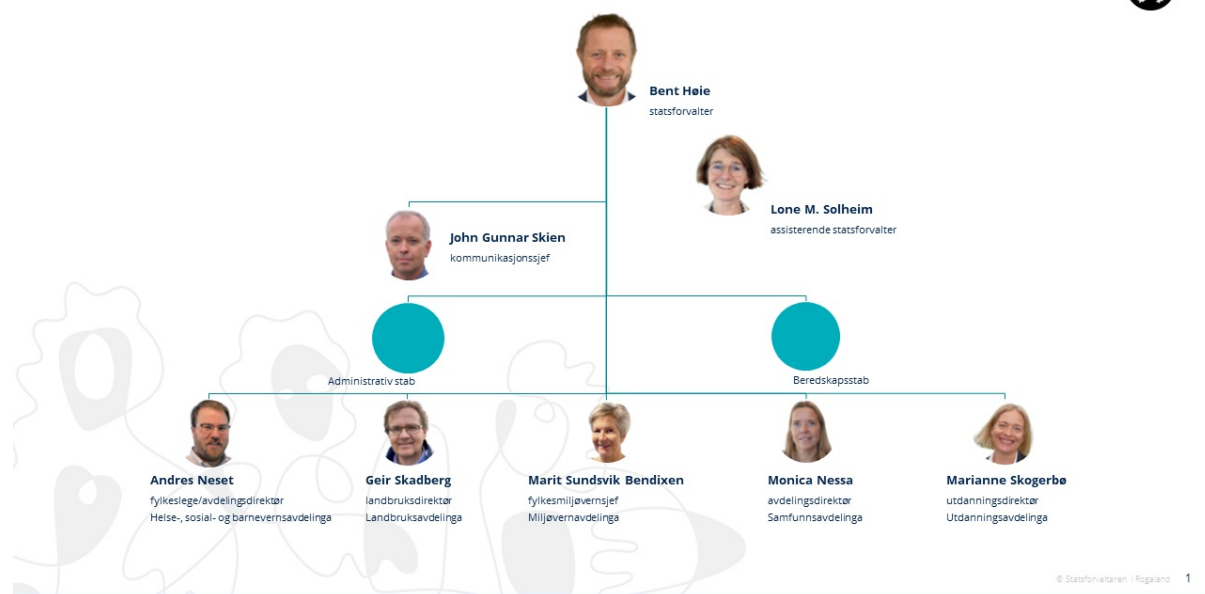 Bent Høie
statsforvalter
Lone M. Solheim
assisterende statsforvalter
John Gunnar Skien
kommunikasjonssjef
Administrativ stab
Beredskapsstab
Andres Neset
fylkeslege/avdelingsdirektør
Helse-, sosial- og barnevernsavdelinga
Geir Skadberg
landbruksdirektør
Landbruksavdelinga
Marit Sundsvik Bendixen
fylkesmiljøvernsjef
Miljøvernavdelinga
Monica Nessa
avdelingsdirektør
Samfunnsavdelinga
Marianne Skogerbø
utdanningsdirektør
Utdanningsavdelinga
© Statsforvaltaren i Rogaland 1